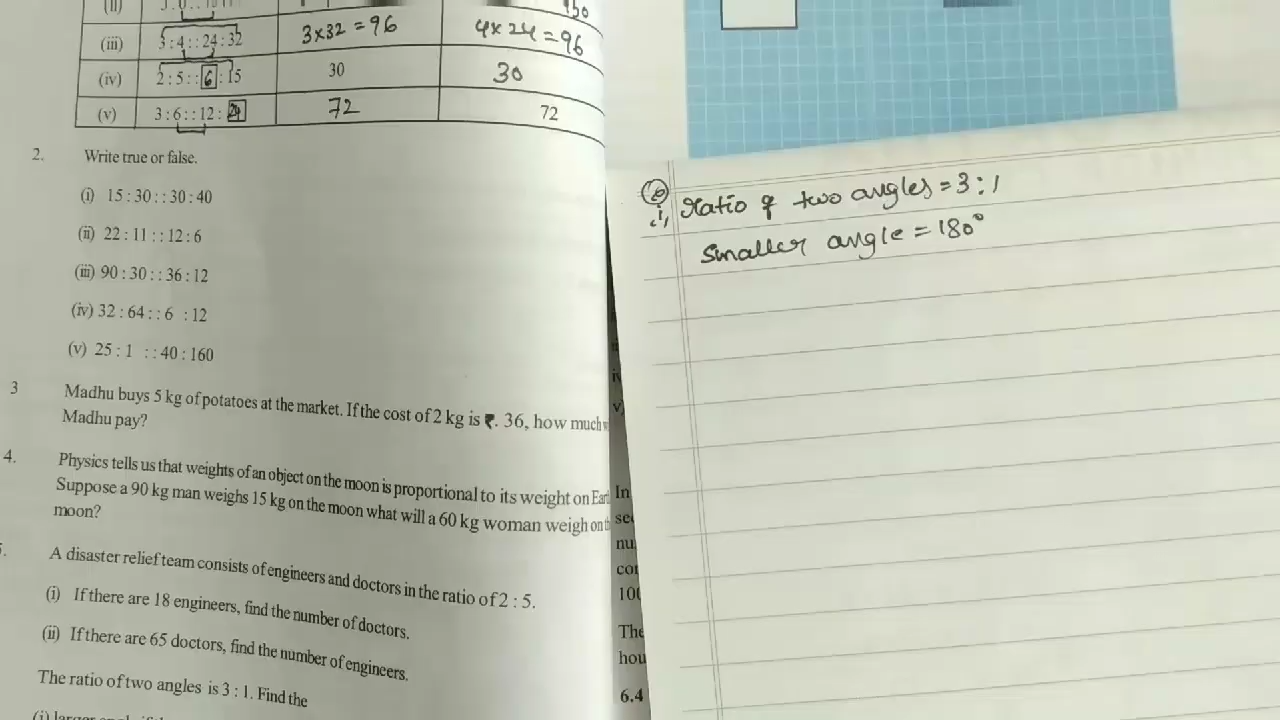 (iii) 3 : 4 : : 24 : 32 3×32 = 96 4×24 = 96
(iv) 2 : 5 : : 6 : 15 30 30
(v) 3 : 6 : : 12 : 24 72 72
2. Write true or false.
(i) 15 : 30 : : 30 : 40
(ii) 22 : 11 : : 12 : 6
(iii) 90 : 30 : : 36 : 12
(iv) 32 : 64 : : 6 : 12
(v) 25 : 1 : : 40 : 160
3 Madhu buys 5 kg of potatoes at the market. If the cost of 2 kg is ₹. 36, how much
Madhu pay?
4. Physics tells us that weights of an object on the moon is proportional to its weight on
Suppose a 90 kg man weighs 15 kg on the moon what will a 60 kg woman weigh on
moon?
A disaster relief team consists of engineers and doctors in the ratio of 2 : 5.
(i) If there are 18 engineers, find the number of doctors.
(ii) If there are 65 doctors, find the number of engineers.
The ratio of two angles is 3 : 1. Find the
6 ratio of two angles = 3 : 1
i, Smaller angle = 180°
In
The
6.4